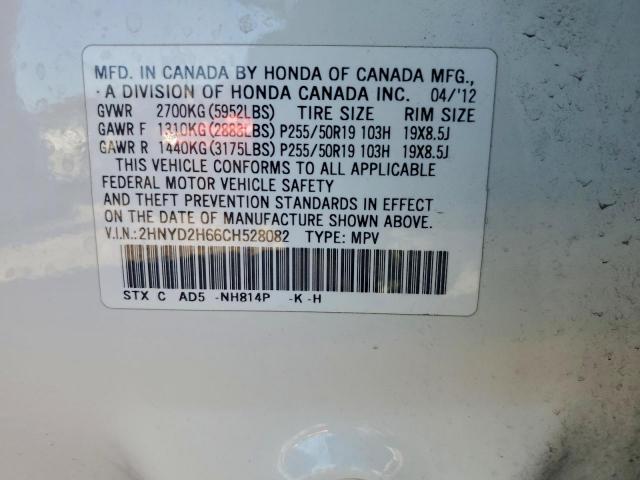 MFD. IN CANADA BY HONDA OF CANADA MFG.,
· A DIVISION OF HONDA CANADA INC. 04/'12
GVWR 2700KG(5952LBS) TIRE SIZE RIM SIZE
GAWR F 1310KG(2888LBS) P255/50R19 103H 19X8.5J
GAWR R 1440KG(3175LBS) P255/50R19 103H 19X8.5J
THIS VEHICLE CONFORMS TO ALL APPLICABLE
FEDERAL MOTOR VEHICLE SAFETY
AND THEFT PREVENTION STANDARDS IN EFFECT
ON THE DATE OF MANUFACTURE SHOWN ABOVE.
V.I.N.:2HNYD2H66CH528082 TYPE: MPV
STX C AD5 -NH814P -K -H